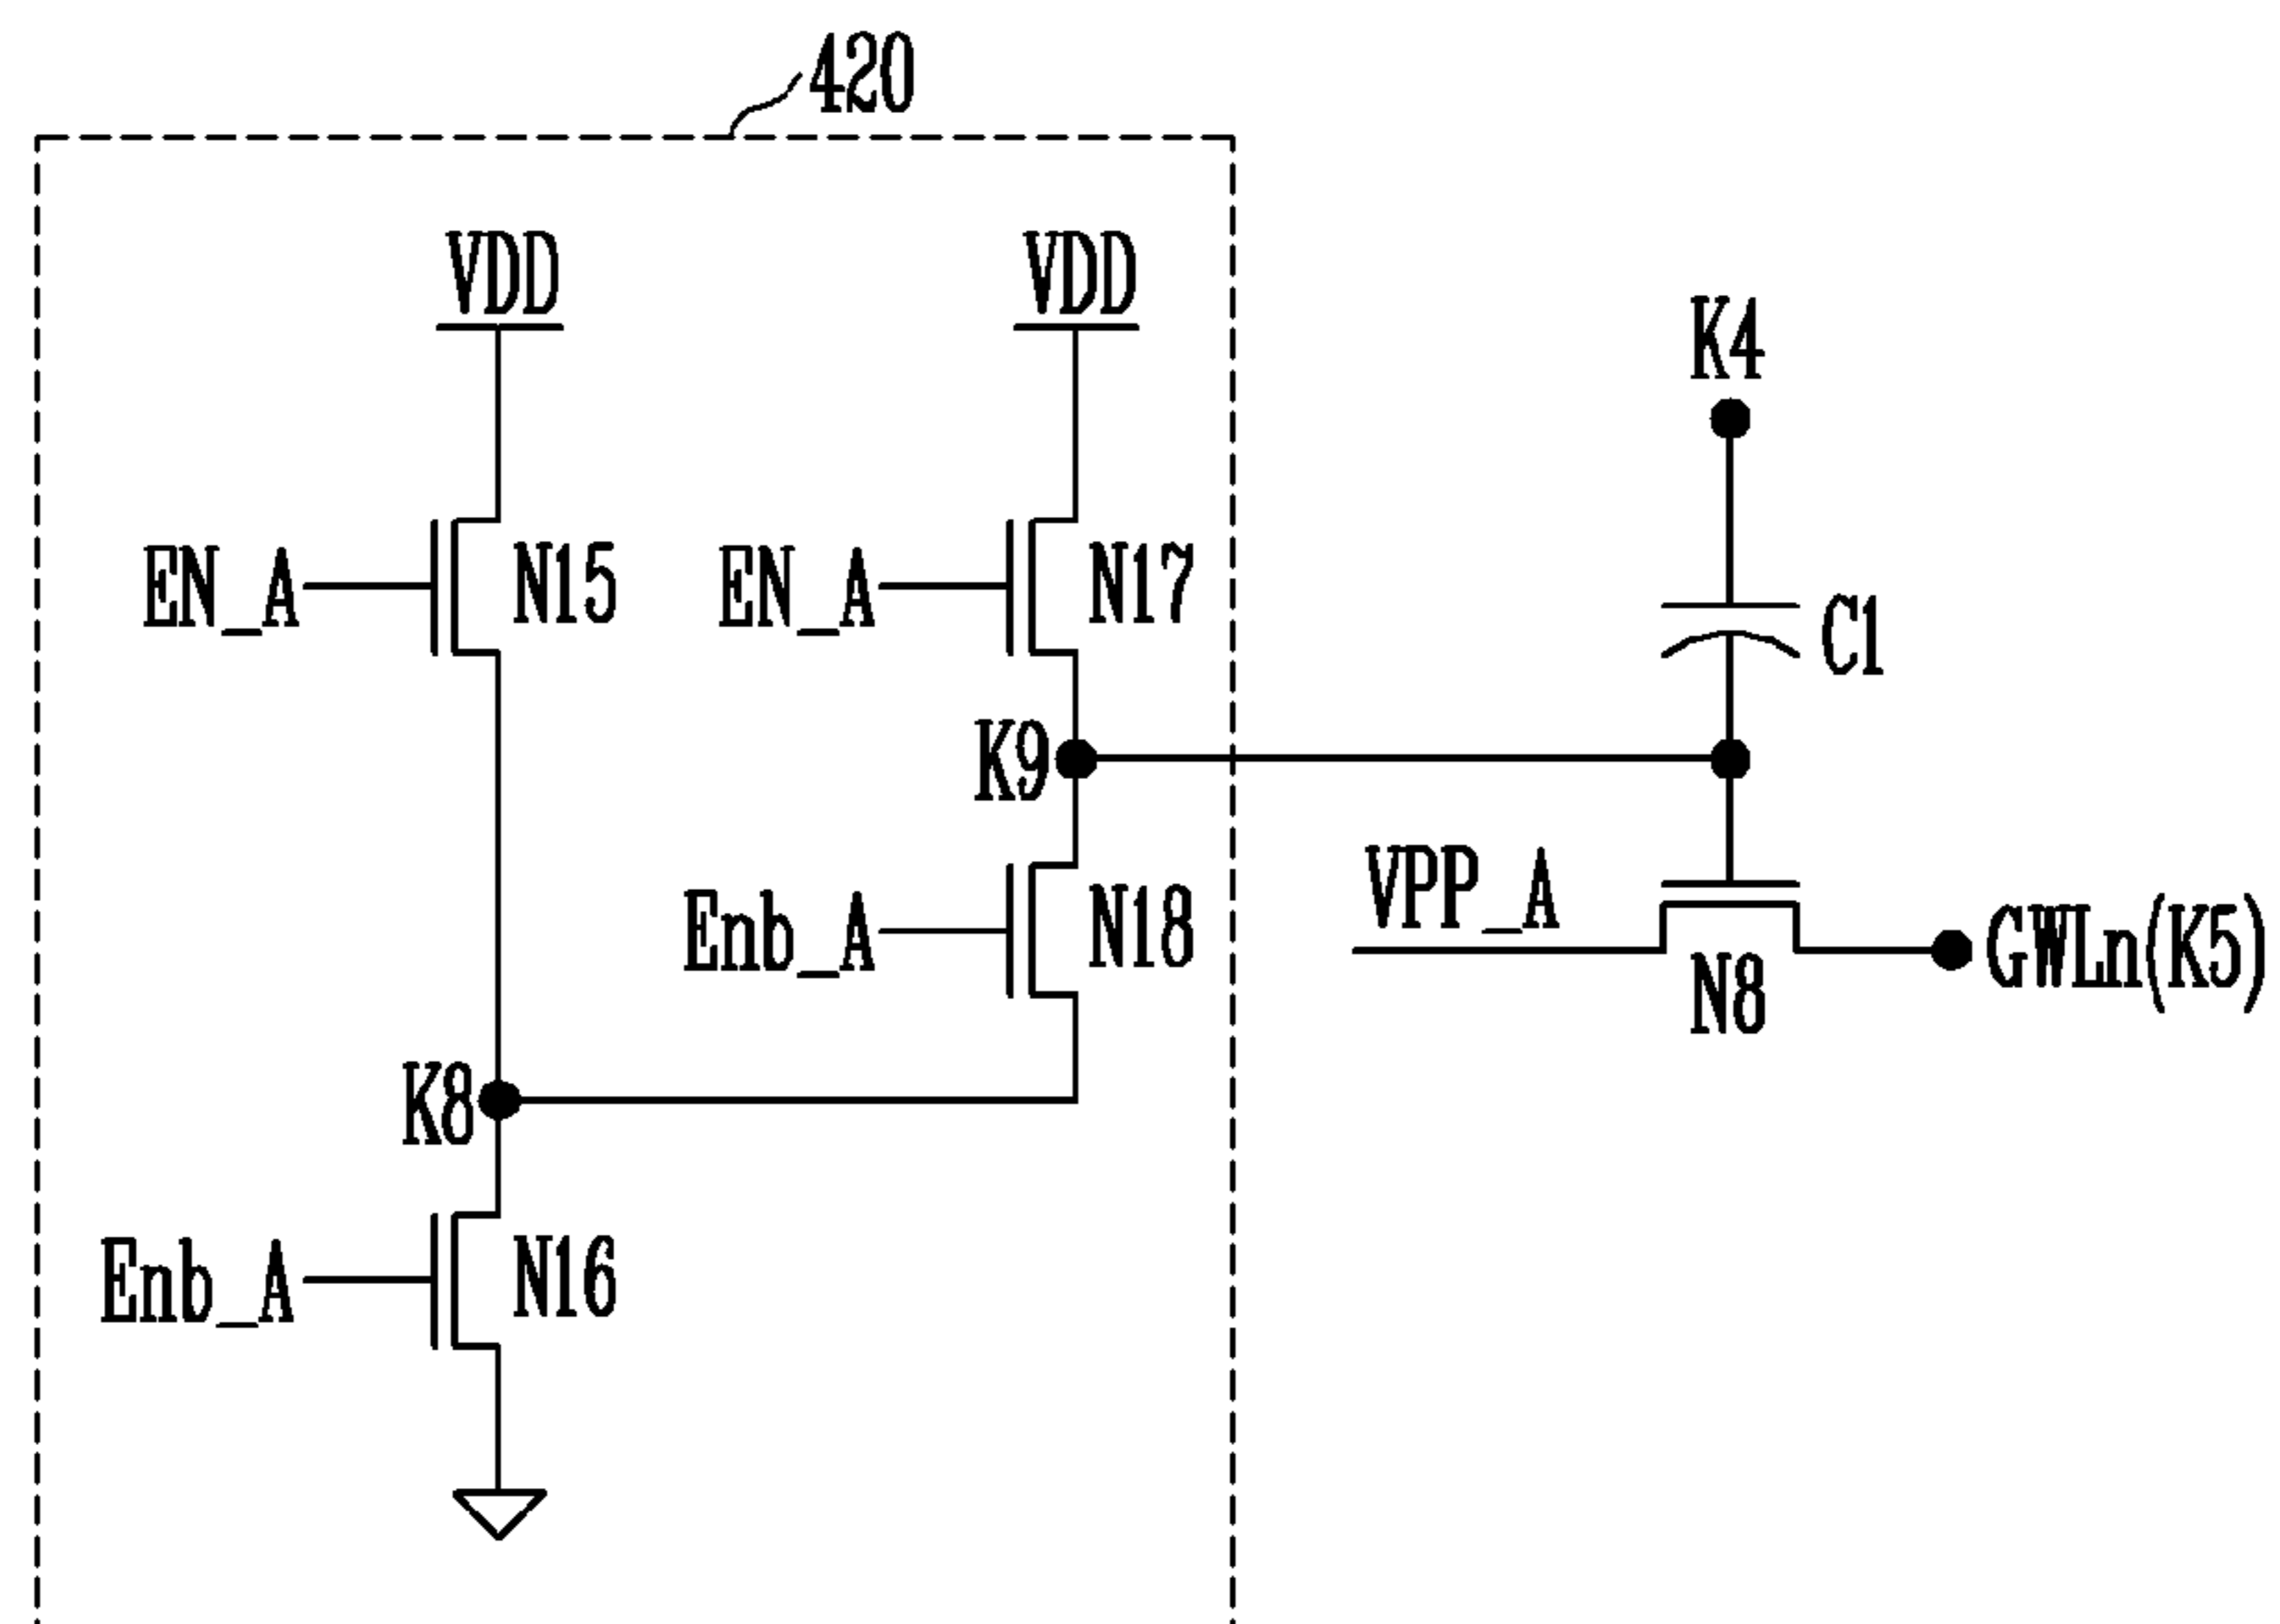 420
VDD
VDD
K4
EN_A
N15
EN_A
N17
C1
K9
VPP_A
Enb_A
N18
GWLn(K5)
N8
K8
Enb_A
N16